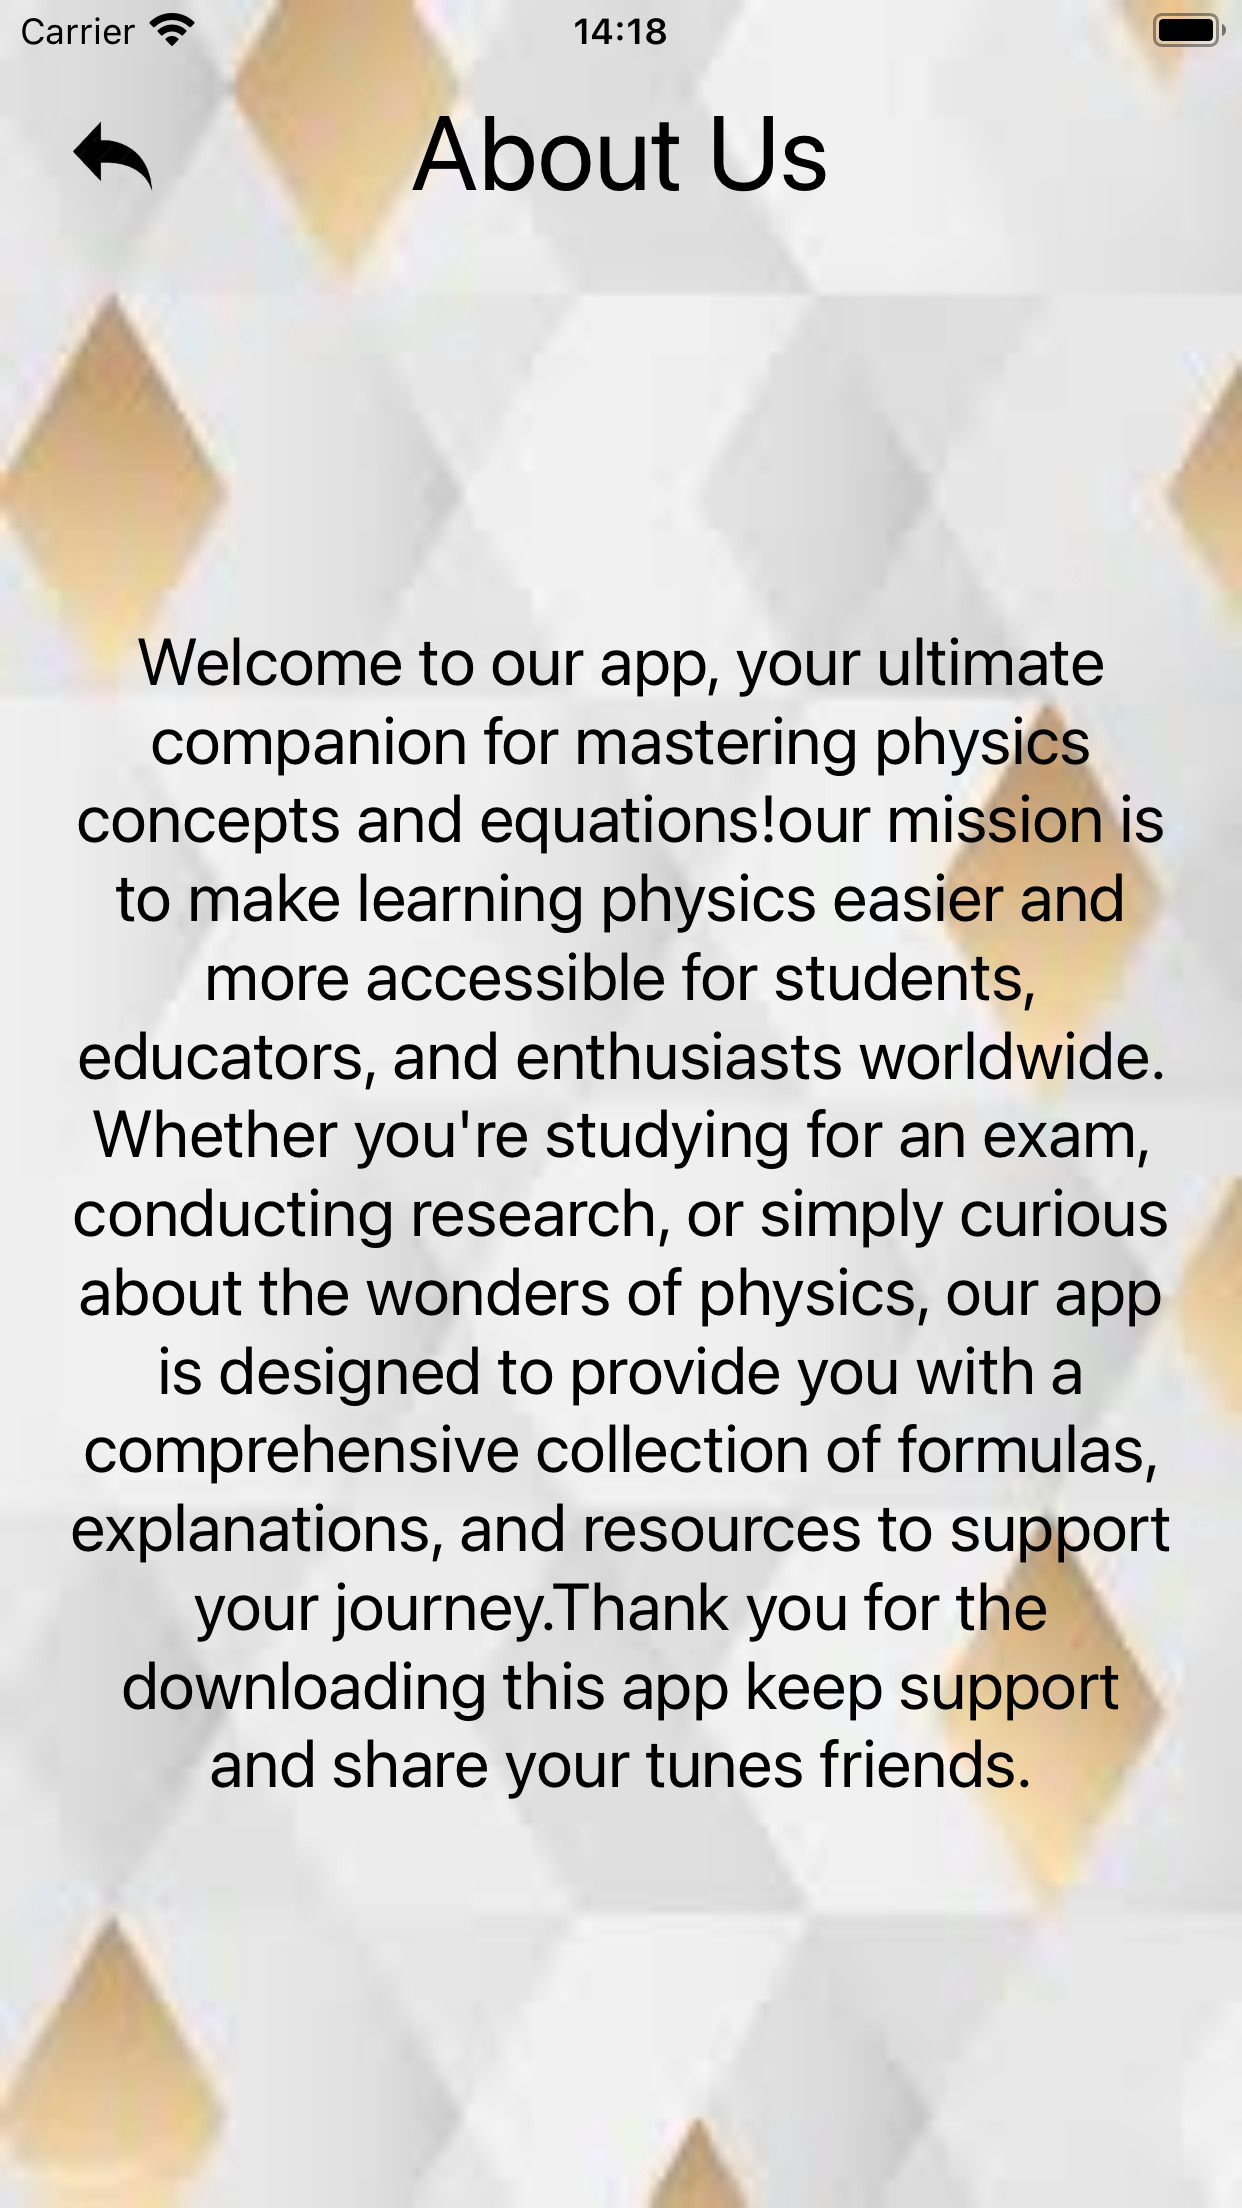 Carrier 14:18
About Us
Welcome to our app, your ultimate
companion for mastering physics
concepts and equations!our mission is
to make learning physics easier and
more accessible for students,
educators, and enthusiasts worldwide.
Whether you're studying for an exam,
conducting research, or simply curious
about the wonders of physics, our app
is designed to provide you with a
comprehensive collection of formulas,
explanations, and resources to support
your journey.Thank you for the
downloading this app keep support
and share your tunes friends.